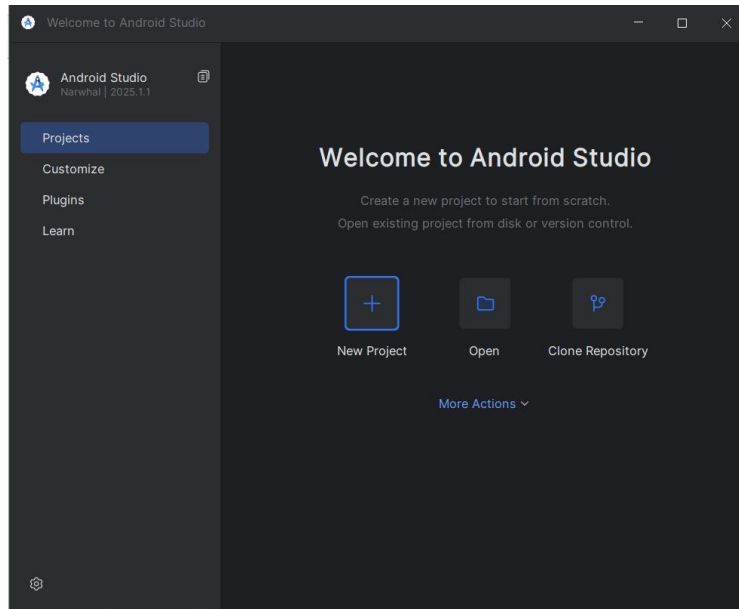 Welcome to Android Studio
Android Studio
Narwhal | 2025.1.1
Projects
Customize
Plugins
Learn
Welcome to Android Studio
Create a new project to start from scratch.
Open existing project from disk or version control.
New Project
Open
Clone Repository
More Actions